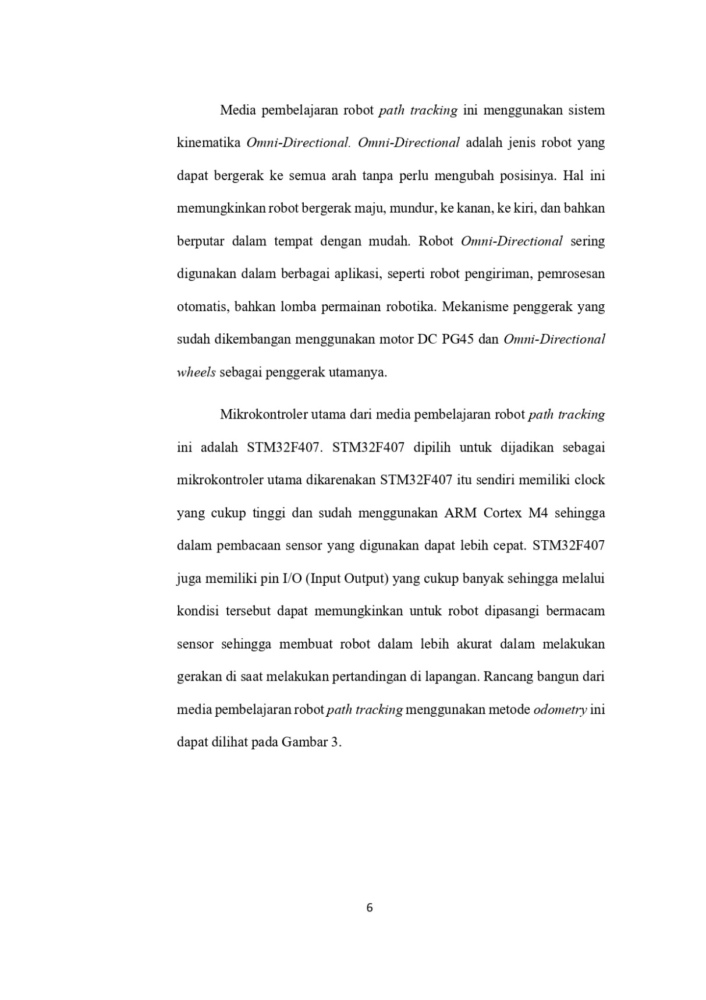 Media pembelajaran robot path tracking ini menggunakan sistem
kinematika Omni-Directional. Omni-Directional adalah jenis robot yang
dapat bergerak ke semua arah tanpa perlu mengubah posisinya. Hal ini
memungkinkan robot bergerak maju, mundur, ke kanan, ke kiri, dan bahkan
berputar dalam tempat dengan mudah. Robot Omni-Directional sering
digunakan dalam berbagai aplikasi, seperti robot pengiriman, pemrosesan
otomatis, bahkan lomba permainan robotika. Mekanisme penggerak yang
sudah dikembangan menggunakan motor DC PG45 dan Omni-Directional
wheels sebagai penggerak utamanya.
Mikrokontroler utama dari media pembelajaran robot path tracking
ini adalah STM32F407. STM32F407 dipilih untuk dijadikan sebagai
mikrokontroler utama dikarenakan STM32F407 itu sendiri memiliki clock
yang cukup tinggi dan sudah menggunakan ARM Cortex M4 sehingga
dalam pembacaan sensor yang digunakan dapat lebih cepat. STM32F407
juga memiliki pin I/O (Input Output) yang cukup banyak sehingga melalui
kondisi tersebut dapat memungkinkan untuk robot dipasangi bermacam
sensor sehingga membuat robot dalam lebih akurat dalam melakukan
gerakan di saat melakukan pertandingan di lapangan. Rancang bangun dari
media pembelajaran robot path tracking menggunakan metode odometry ini
dapat dilihat pada Gambar 3.
6